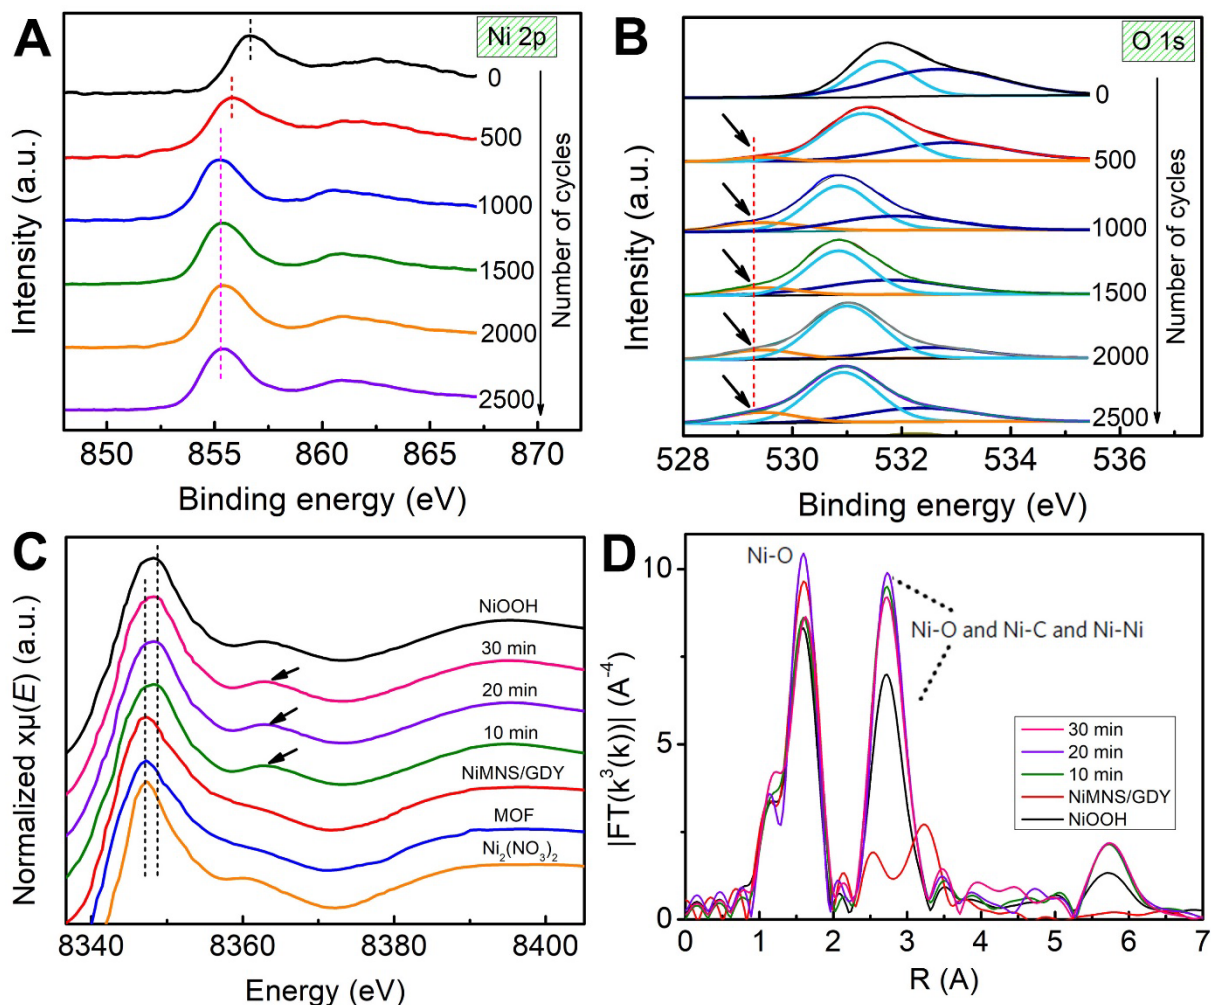 A
Ni 2p
0
500
1000
1500
2000
2500
Number of cycles
Intensity (a.u.)
850 855 860 865 870
Binding energy (eV)
B
O 1s
0
500
1000
1500
2000
2500
Number of cycles
Intensity (a.u.)
528 530 532 534 536
Binding energy (eV)
C
NiOOH
30 min
20 min
10 min
NiMNS/GDY
MOF
Ni₂(NO₃)₂
Normalized xμ(E) (a.u.)
8340 8360 8380 8400
Energy (eV)
D
Ni-O
Ni-O and Ni-C and Ni-Ni
30 min
20 min
10 min
NiMNS/GDY
NiOOH
10
5
0
|FT(k³(k))| (A⁻⁴)
0 1 2 3 4 5 6 7
R (A)